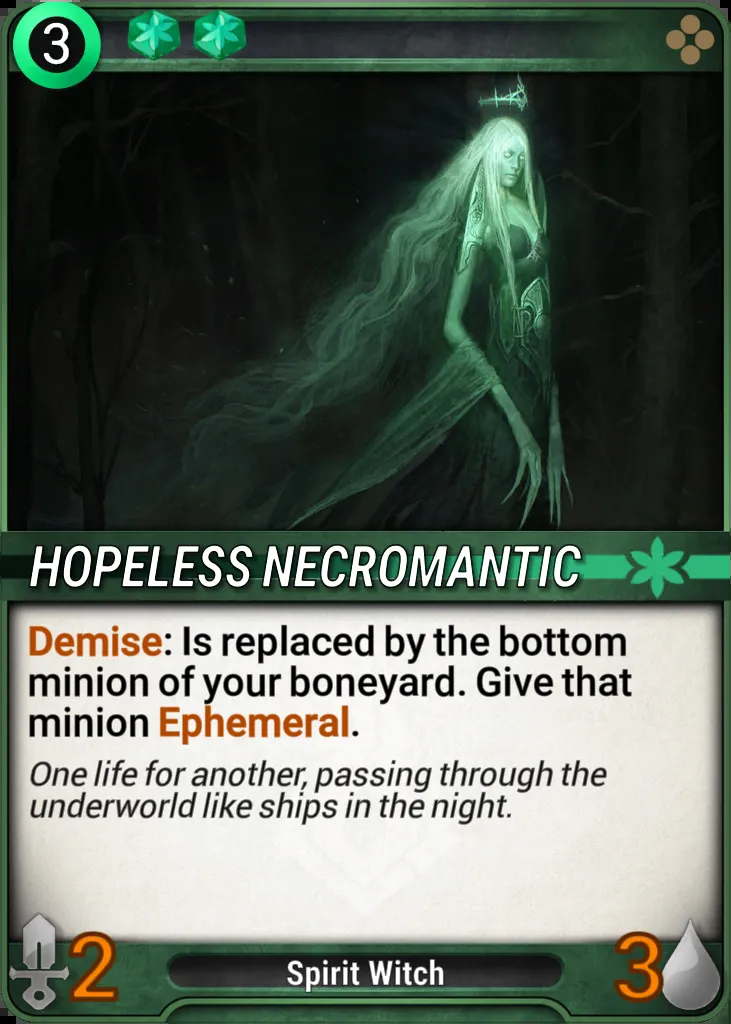 3
HOPELESS NECROMANTIC
Demise: Is replaced by the bottom
minion of your boneyard. Give that
minion Ephemeral.
One life for another, passing through the
underworld like ships in the night.
2
Spirit Witch
3